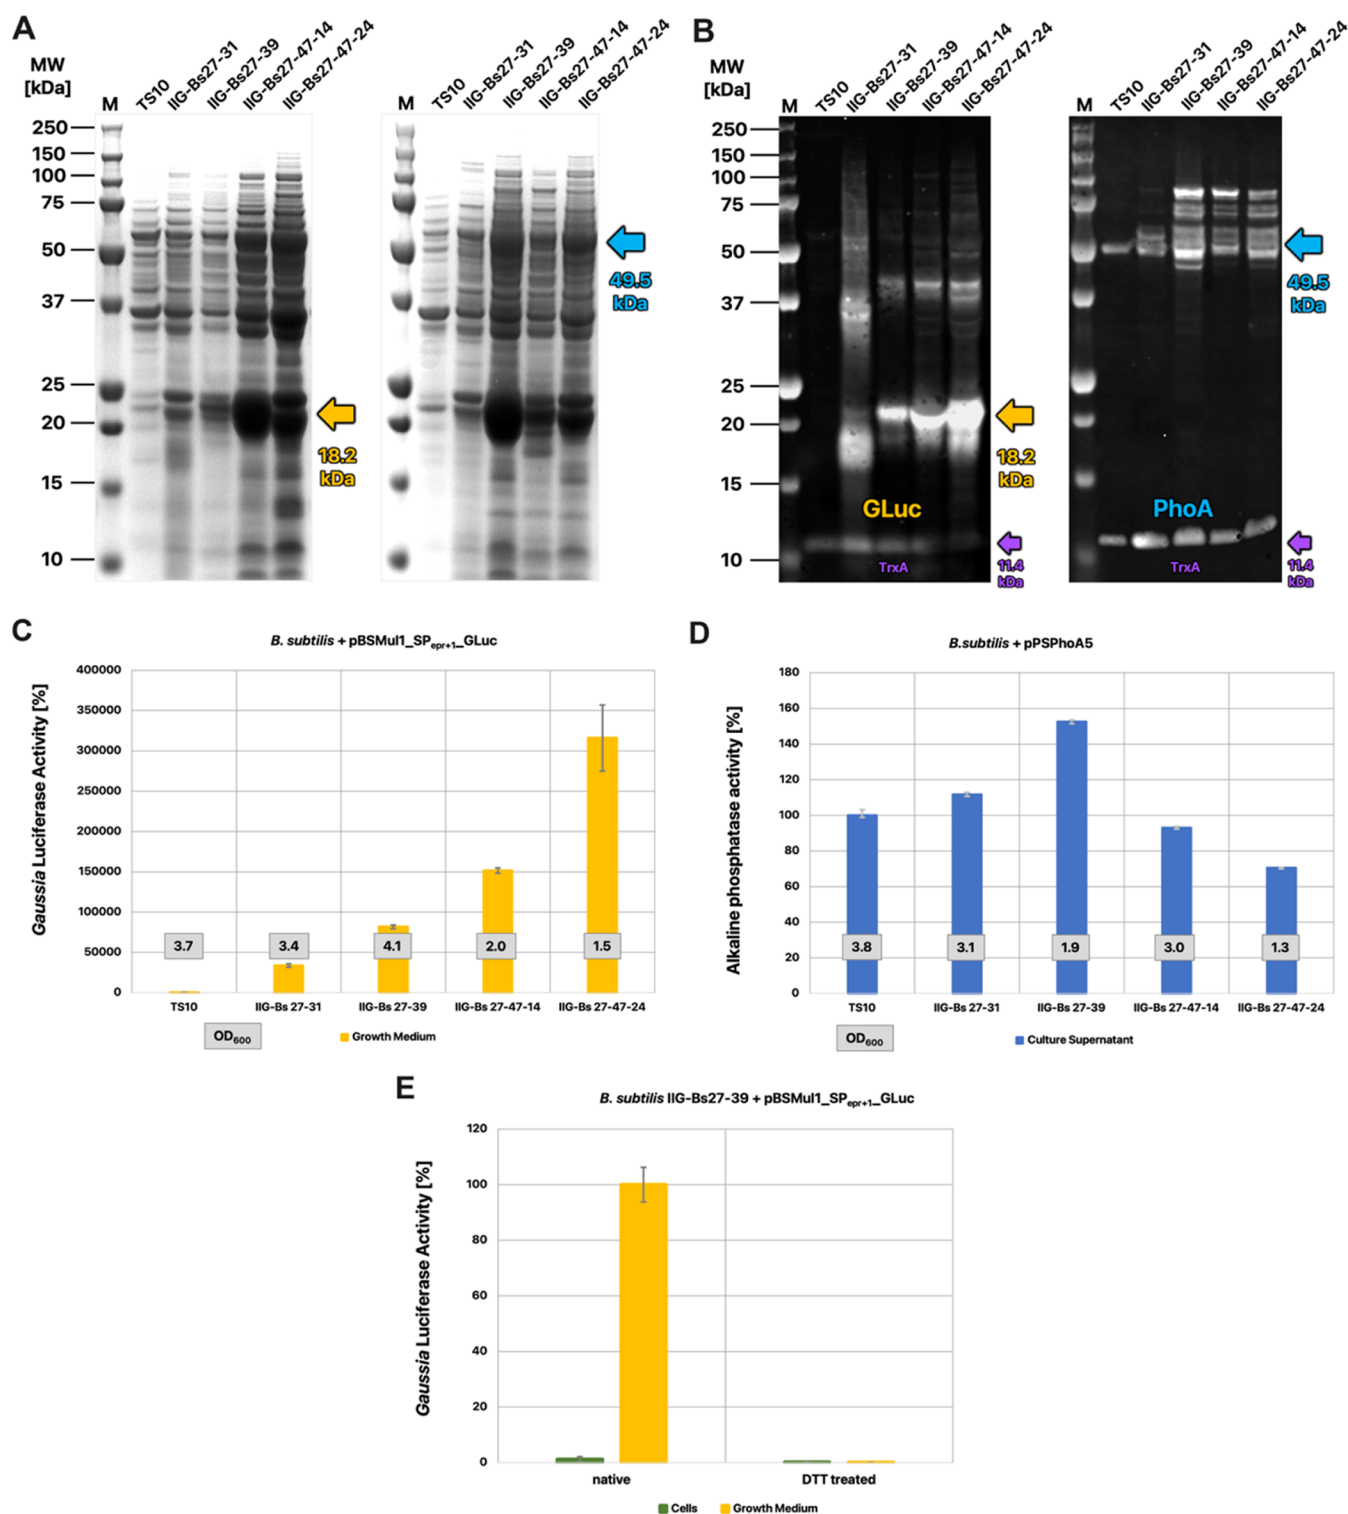 A
MW
[kDa]
M
TS10
IIG-Bs27-31
IIG-Bs27-39
IIG-Bs27-47-14
IIG-Bs27-47-24
250
150
100
75
50
37
25
20
15
10
18.2
kDa
M
TS10
IIG-Bs27-31
IIG-Bs27-39
IIG-Bs27-47-14
IIG-Bs27-47-24
49.5
kDa
B
MW
[kDa]
M
TS10
IIG-Bs27-31
IIG-Bs27-39
IIG-Bs27-47-14
IIG-Bs27-47-24
250
150
100
75
50
37
25
20
15
10
18.2
kDa
GLuc
TrxA
11.4
kDa
M
TS10
IIG-Bs27-31
IIG-Bs27-39
IIG-Bs27-47-14
IIG-Bs27-47-24
49.5
kDa
PhoA
TrxA
11.4
kDa
C
B. subtilis + pBSMul1_SPepr+1_GLuc
Gaussia Luciferase Activity [%]
400000
350000
300000
250000
200000
150000
100000
50000
0
3.7
3.4
4.1
2.0
1.5
TS10
IIG-Bs 27-31
IIG-Bs 27-39
IIG-Bs 27-47-14
IIG-Bs 27-47-24
OD600
Growth Medium
D
B.subtilis + pPSPhoA5
Alkaline phosphatase activity [%]
180
160
140
120
100
80
60
40
20
0
3.8
3.1
1.9
3.0
1.3
TS10
IIG-Bs 27-31
IIG-Bs 27-39
IIG-Bs 27-47-14
IIG-Bs 27-47-24
OD600
Culture Supernatant
E
B. subtilis IIG-Bs27-39 + pBSMul1_SPepr+1_GLuc
Gaussia Luciferase Activity [%]
120
100
80
60
40
20
0
native
DTT treated
Cells
Growth Medium